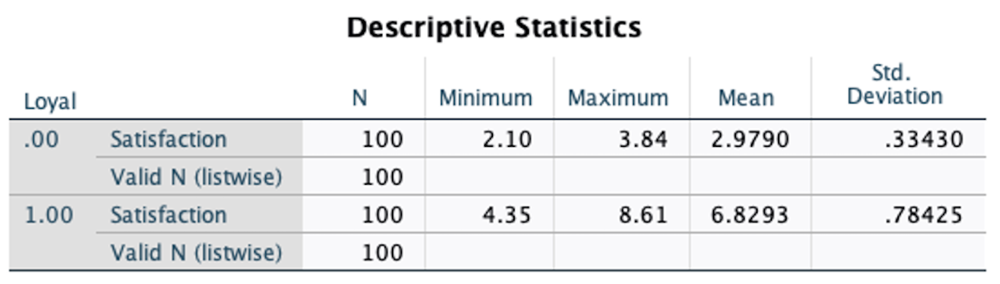 Descriptive Statistics
Loyal N Minimum Maximum Mean Std. Deviation
.00 Satisfaction 100 2.10 3.84 2.9790 .33430
Valid N (listwise) 100
1.00 Satisfaction 100 4.35 8.61 6.8293 .78425
Valid N (listwise) 100